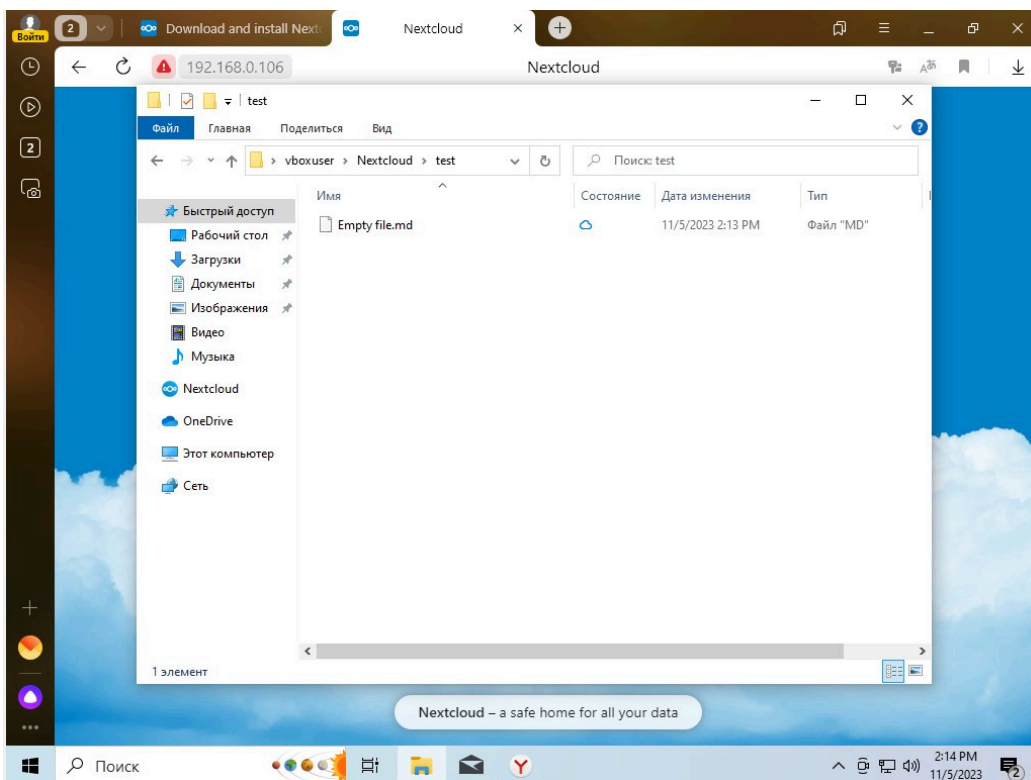 Войти
2
Download and install Nextc
Nextcloud
192.168.0.106
Nextcloud
test
Файл
Главная
Поделиться
Вид
2
vboxuser > Nextcloud > test
Поиск: test
Имя
Состояние
Дата изменения
Тип
Empty file.md
11/5/2023 2:13 PM
Файл "MD"
Быстрый доступ
Рабочий стол
Загрузки
Документы
Изображения
Видео
Музыка
Nextcloud
OneDrive
Этот компьютер
Сеть
1 элемент
Nextcloud – a safe home for all your data
Поиск
2:14 PM
11/5/2023
2